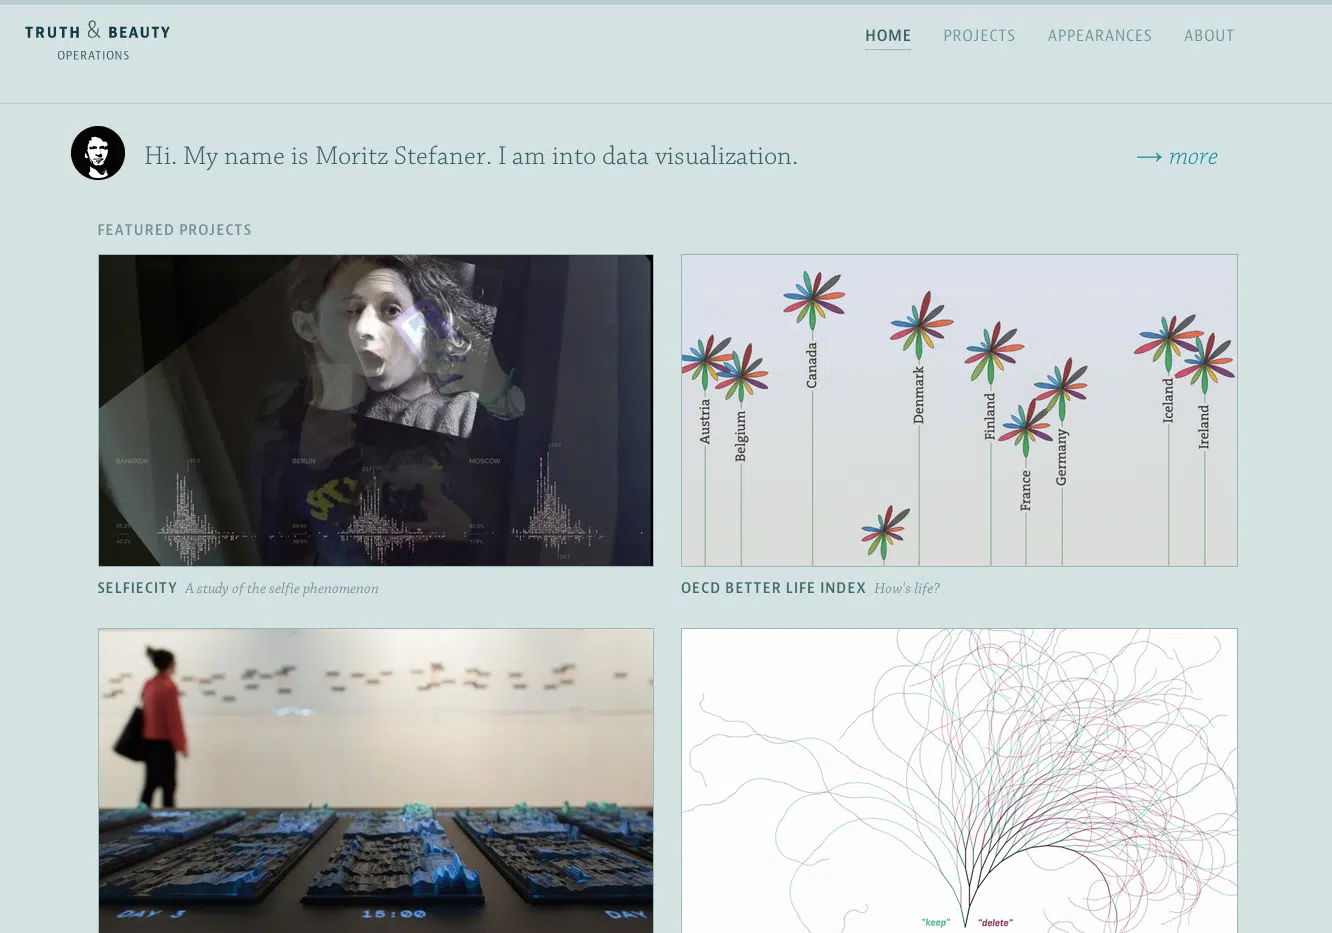 TRUTH & BEAUTY
OPERATIONS
HOME PROJECTS APPEARANCES ABOUT
Hi. My name is Moritz Stefaner. I am into data visualization.
→ more
FEATURED PROJECTS
BANGKOK BERLIN MOSCOW
Austria
Belgium
Canada
Denmark
Finland
France
Germany
Iceland
Ireland
SELFIECITY A study of the selfie phenomenon
OECD BETTER LIFE INDEX How's life?
DAY 3 15:00 DAY
"keep" "delete"